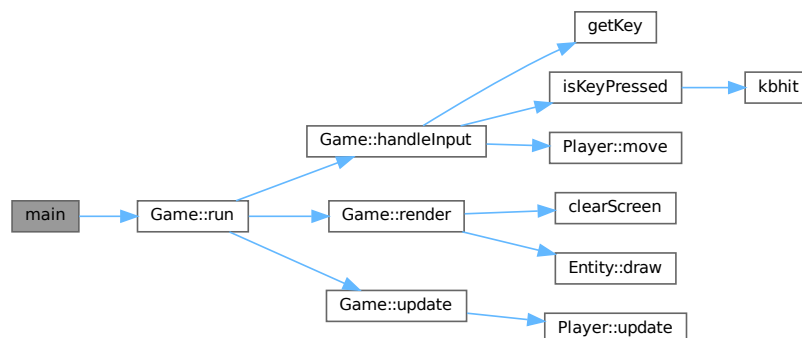 getKey
isKeyPressed
kbhit
Game::handleInput
Player::move
main
Game::run
Game::render
clearScreen
Entity::draw
Game::update
Player::update